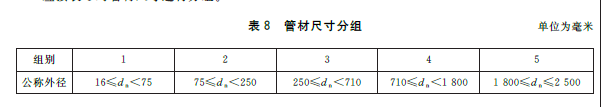 表 8 管材尺寸分组 单位为毫米
组别 1 2 3 4 5
公称外径 16≤dₙ<75 75≤dₙ<250 250≤dₙ<710 710≤dₙ<1 800 1 800≤dₙ≤2 500